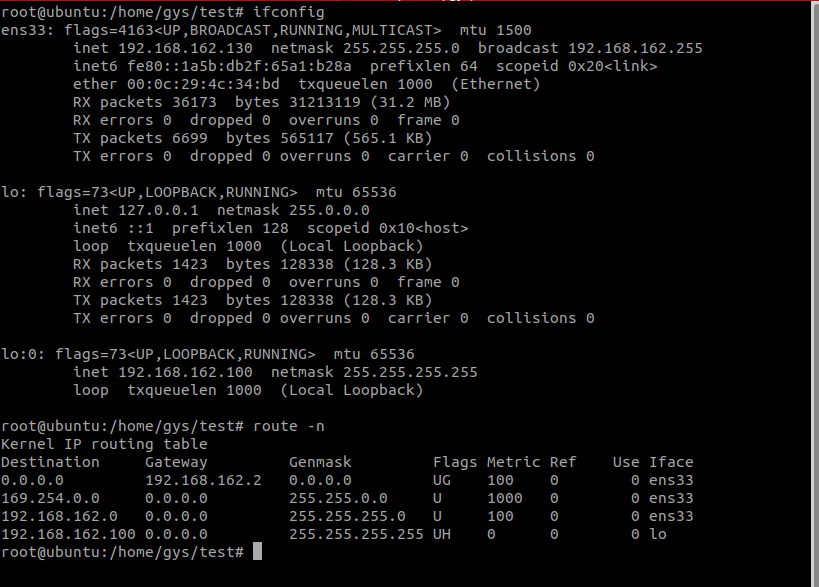 root@ubuntu:/home/gys/test# ifconfig
ens33: flags=4163<UP,BROADCAST,RUNNING,MULTICAST>  mtu 1500
        inet 192.168.162.130  netmask 255.255.255.0  broadcast 192.168.162.255
        inet6 fe80::1a5b:db2f:65a1:b28a  prefixlen 64  scopeid 0x20<link>
        ether 00:0c:29:4c:34:bd  txqueuelen 1000  (Ethernet)
        RX packets 36173  bytes 31213119 (31.2 MB)
        RX errors 0  dropped 0  overruns 0  frame 0
        TX packets 6699  bytes 565117 (565.1 KB)
        TX errors 0  dropped 0 overruns 0  carrier 0  collisions 0

lo: flags=73<UP,LOOPBACK,RUNNING>  mtu 65536
        inet 127.0.0.1  netmask 255.0.0.0
        inet6 ::1  prefixlen 128  scopeid 0x10<host>
        loop  txqueuelen 1000  (Local Loopback)
        RX packets 1423  bytes 128338 (128.3 KB)
        RX errors 0  dropped 0  overruns 0  frame 0
        TX packets 1423  bytes 128338 (128.3 KB)
        TX errors 0  dropped 0 overruns 0  carrier 0  collisions 0

lo:0: flags=73<UP,LOOPBACK,RUNNING>  mtu 65536
        inet 192.168.162.100  netmask 255.255.255.255
        loop  txqueuelen 1000  (Local Loopback)

root@ubuntu:/home/gys/test# route -n
Kernel IP routing table
Destination     Gateway         Genmask         Flags Metric Ref    Use Iface
0.0.0.0         192.168.162.2   0.0.0.0         UG    100    0        0 ens33
169.254.0.0     0.0.0.0         255.255.0.0     U     1000   0        0 ens33
192.168.162.0   0.0.0.0         255.255.255.0   U     100    0        0 ens33
192.168.162.100 0.0.0.0         255.255.255.255 UH    0      0        0 lo
root@ubuntu:/home/gys/test#